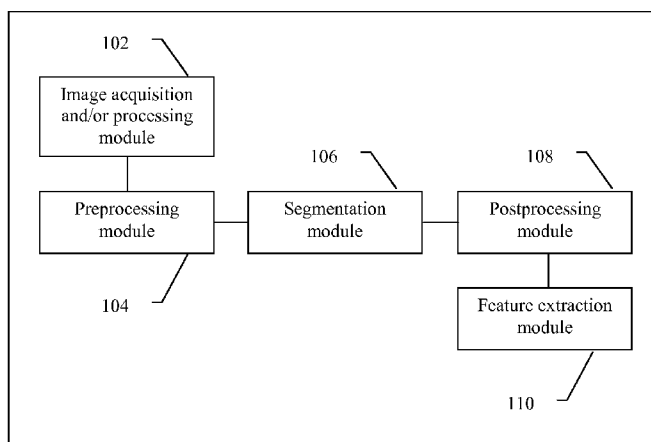 102
Image acquisition
and/or processing
module
106
108
Preprocessing
module
Segmentation
module
Postprocessing
module
104
Feature extraction
module
110